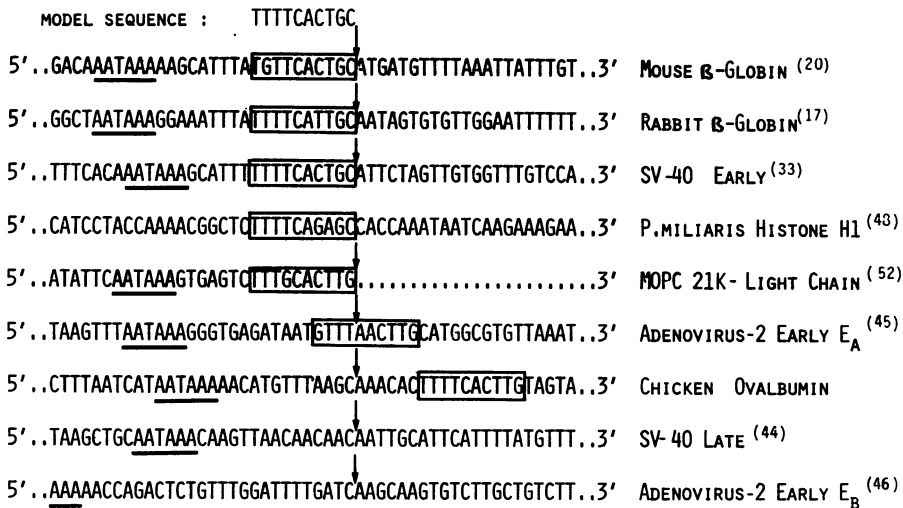 MODEL SEQUENCE : TTTTCACTGC
5'..GACAAATAAAAAGCATTTATGTTCACTGCATGATGTTTTAAATTATTTGT..3' MOUSE β-GLOBIN (20)
5'..GGCTAATAAAGGAAATTTATTTTCATTGCAATAGTGTGTTGGAATTTTTT..3' RABBIT β-GLOBIN(17)
5'..TTTCACAAATAAAGCATTTTTTTCACTGCATTCTAGTTGTGGTTTGTCCA..3' SV-40 EARLY(33)
5'..CATCCTACCAAAACGGCTCTTTTCAGAGCCACCAAATAATCAAGAAAGAA..3' P.MILIARIS HISTONE H1 (43)
5'..ATATTCAATAAAGTGAGTCTTTGCACTTG.......................3' MOPC 21K- LIGHT CHAIN (52)
5'..TAAGTTTAATAAAGGGTGAGATAATGTTTAACTTGCATGGCGTGTTAAAT..3' ADENOVIRUS-2 EARLY EA (45)
5'..CTTTAATCATAATAAAAACATGTTTAAGCAAACACTTTTCACTTGTAGTA..3' CHICKEN OVALBUMIN
5'..TAAGCTGCAATAAACAAGTTAACAACAACAATTGCATTCATTTTATGTTT..3' SV-40 LATE (44)
5'..AAAAACCAGACTCTGTTTGGATTTTGATCAAGCAAGTGTCTTGCTGTCTT..3' ADENOVIRUS-2 EARLY EB (46)